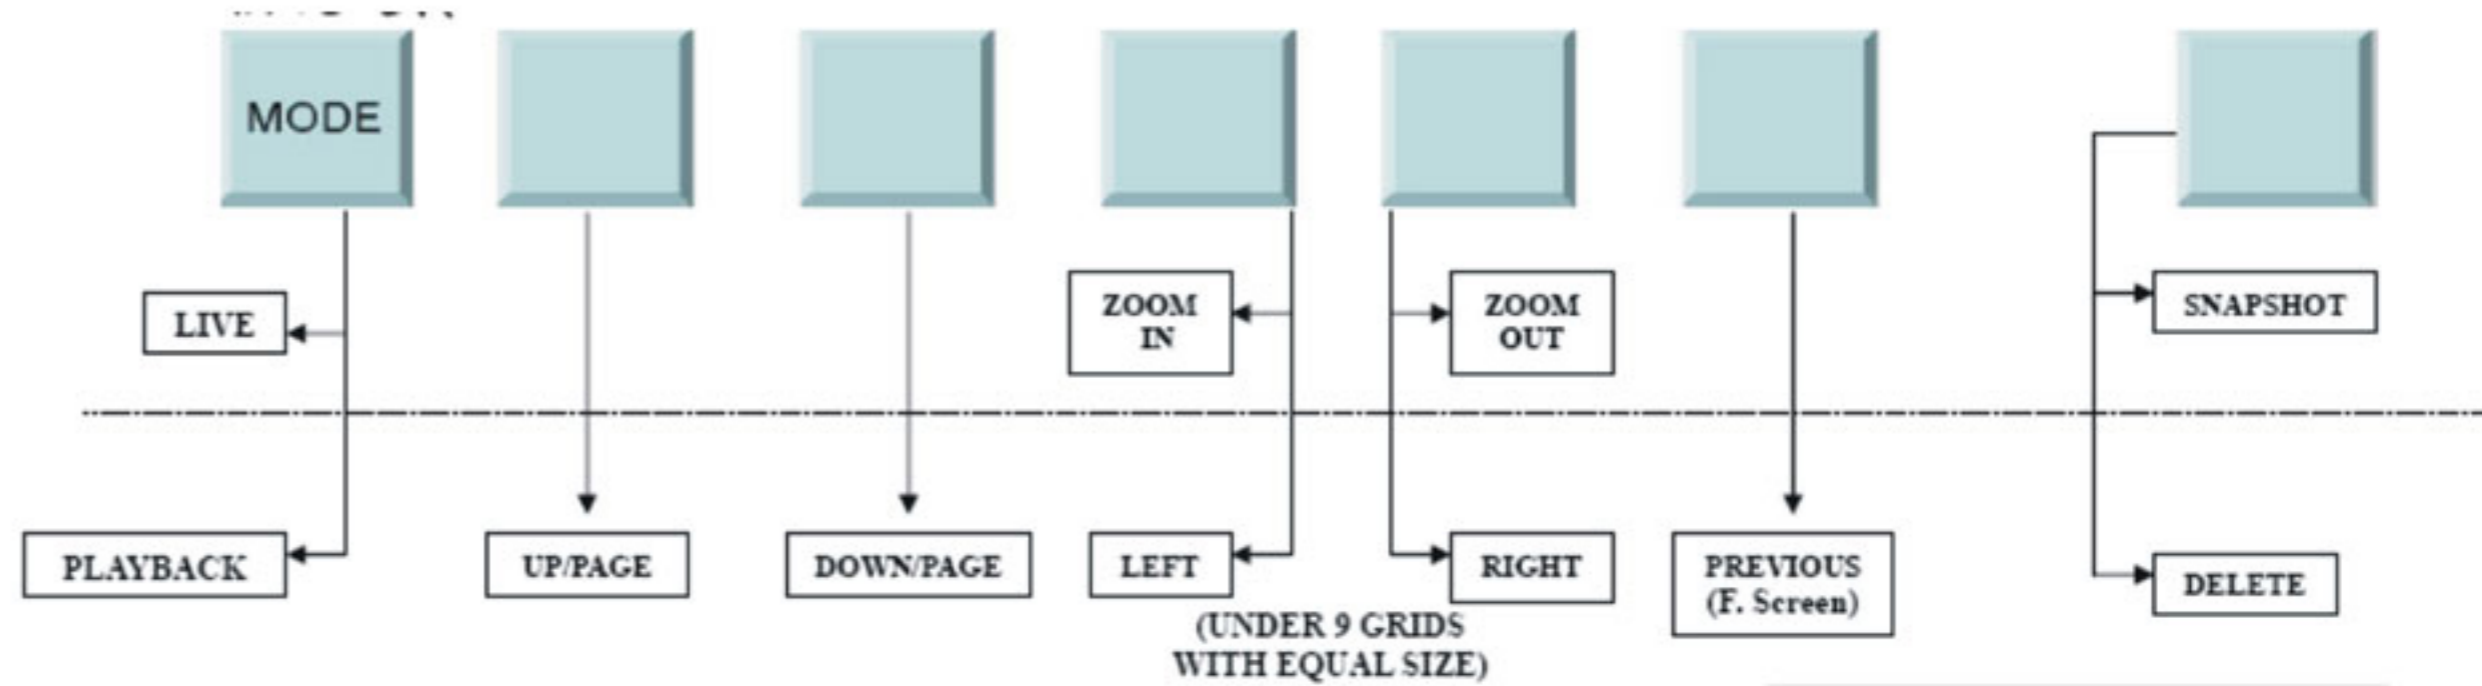 MODE
LIVE
ZOOM
IN
ZOOM
OUT
SNAPSHOT
PLAYBACK
UP/PAGE
DOWN/PAGE
LEFT
RIGHT
PREVIOUS
(F. Screen)
DELETE
(UNDER 9 GRIDS
WITH EQUAL SIZE)